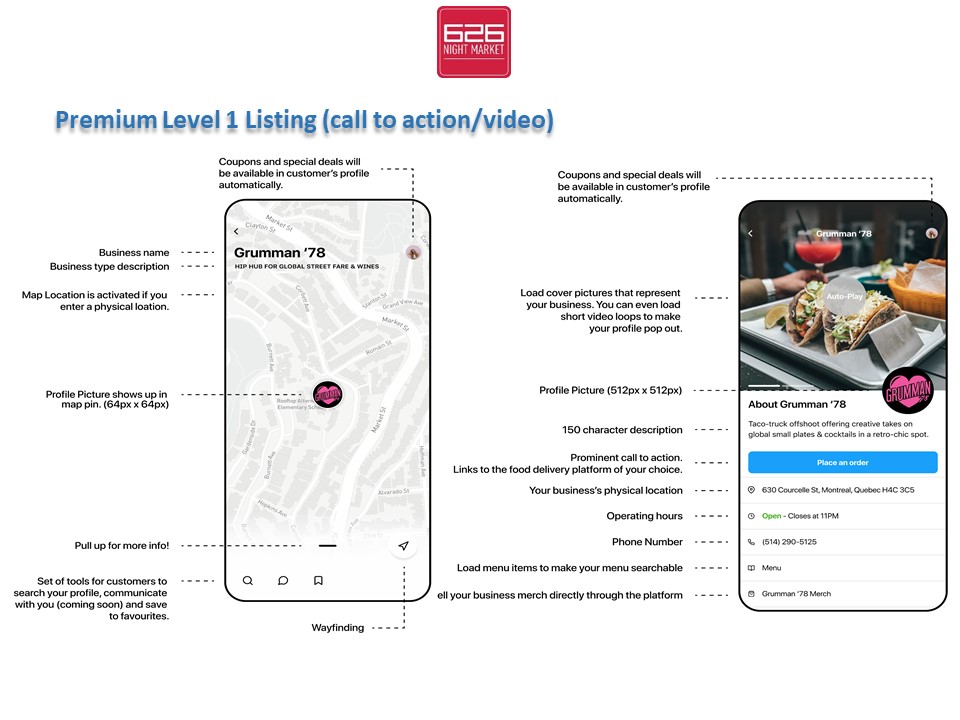 626
NIGHT MARKET
Premium Level 1 Listing (call to action/video)
Coupons and special deals will
be available in customer's profile
automatically.
Business name
Business type description
Map Location is activated if you
enter a physical loation.
Profile Picture shows up in
map pin. (64px x 64px)
Pull up for more info!
Set of tools for customers to
search your profile, communicate
with you (coming soon) and save
to favourites.
Wayfinding
Market St
Clayton St
Grumman '78
HIP HUB FOR GLOBAL STREET FARE & WINES
Corbett Ave
Stanton St
Grand View Ave
Market St
Romain St
Burnett Ave
GRUMMAN
Elementary School
Market St
Gardenside Dr
Burnett Ave
Alvarado St
Hopkins Ave
Coupons and special deals will
be available in customer's profile
automatically.
Load cover pictures that represent
your business. You can even load
short video loops to make
your profile pop out.
Profile Picture (512px x 512px)
150 character description
Prominent call to action.
Links to the food delivery platform of your choice.
Your business's physical location
Operating hours
Phone Number
Load menu items to make your menu searchable
ell your business merch directly through the platform
Grumman '78
Auto-Play
GRUMMAN
About Grumman '78
Taco-truck offshoot offering creative takes on
global small plates & cocktails in a retro-chic spot.
Place an order
630 Courcelle St, Montreal, Quebec H4C 3C5
Open - Closes at 11PM
(514) 290-5125
Menu
Grumman '78 Merch